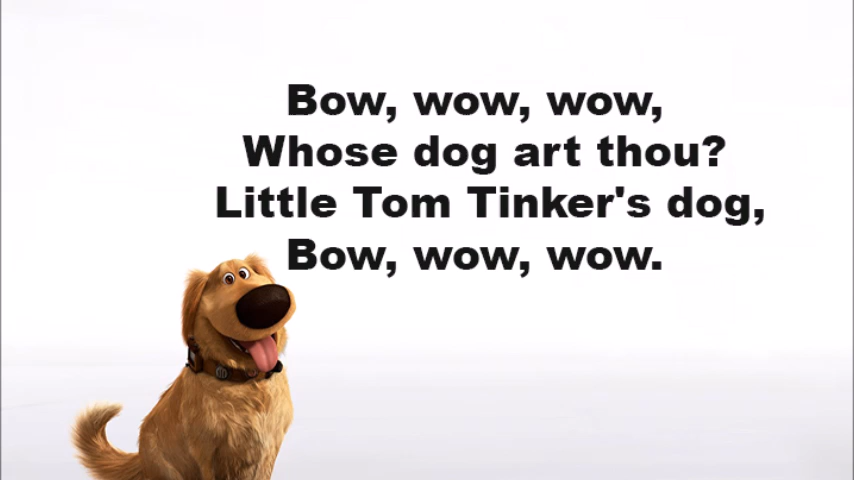 Bow, wow, wow,
Whose dog art thou?
Little Tom Tinker's dog,
Bow, wow, wow.